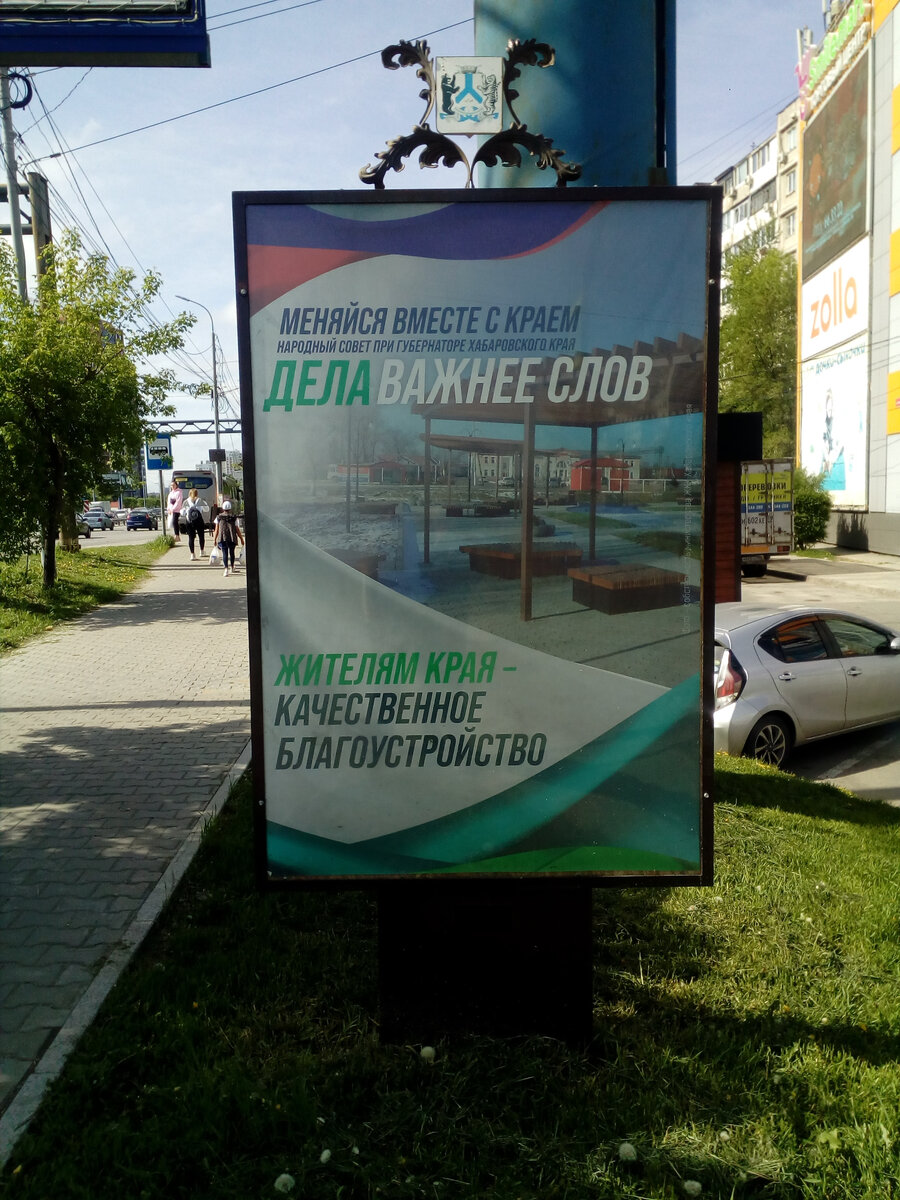 МЕНЯЙСЯ ВМЕСТЕ С КРАЕМ
НАРОДНЫЙ СОВЕТ ПРИ ГУБЕРНАТОРЕ ХАБАРОВСКОГО КРАЯ
ДЕЛА ВАЖНЕЕ СЛОВ
ЖИТЕЛЯМ КРАЯ –
КАЧЕСТВЕННОЕ
БЛАГОУСТРОЙСТВО
zolla